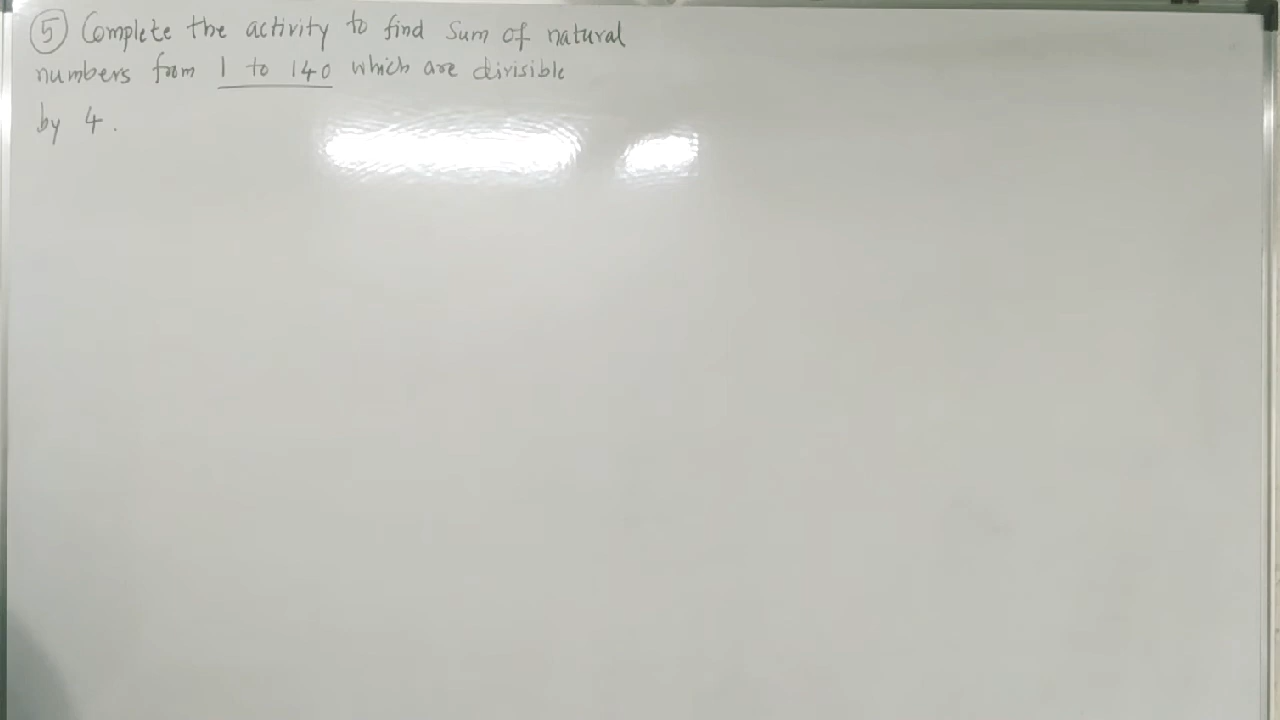 ⑤ Complete the activity to find Sum of natural
numbers from 1 to 140 which are divisible
by 4.